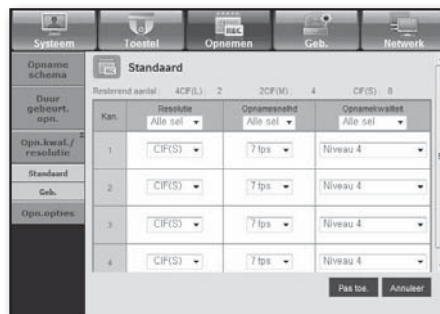 REC
Systeem Toestel Opnemen Geb. Netwerk
Opname
schema
Duur
gebeurt.
opn.
Opn.kwal./
resolutie
Standaard
Geb.
Opn.opties
Standaard
Resterend aantal : 4CIF(L) : 2 2CIF(M) : 4 CIF(S) : 8
Kan. Resolutie Opnamesnelhd Opnamekwaliteit
Alle sel Alle sel Alle sel
1 CIF(S) 7 fps Niveau 4
2 CIF(S) 7 fps Niveau 4
3 CIF(S) 7 fps Niveau 4
4 CIF(S) 7 fps Niveau 4
Pas toe. Annuleer